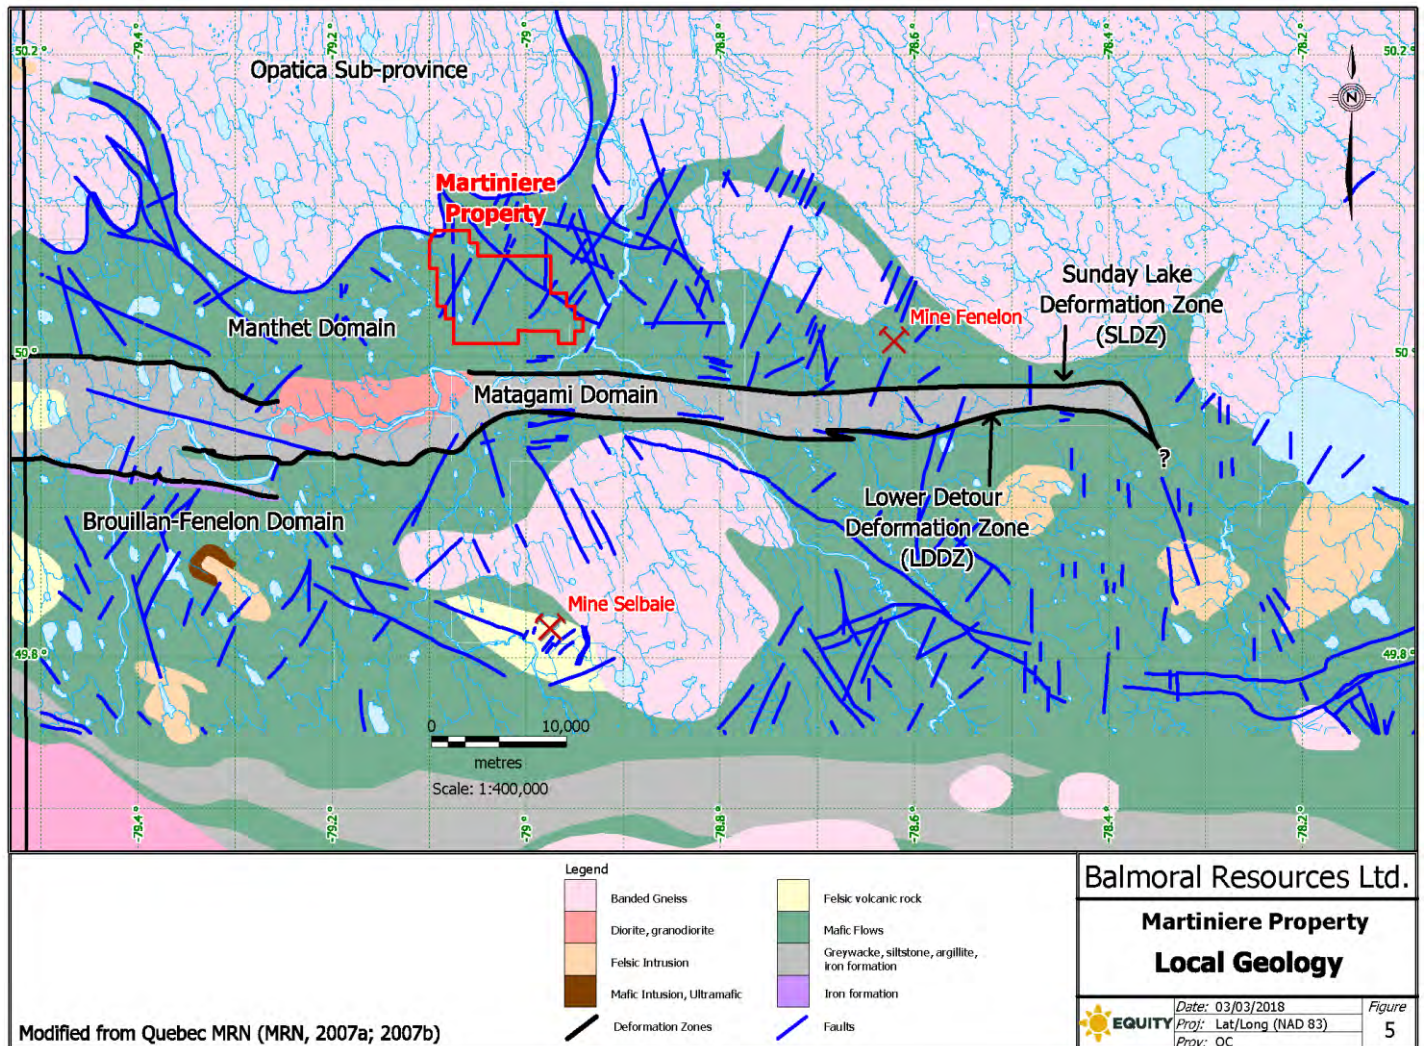 -79.4°
-79.2°
-79°
-78.8°
-78.6°
-78.4°
-78.2°
50.2°
50.2°
Opatica Sub-province
N
Martiniere
Property
Sunday Lake
Deformation Zone
(SLDZ)
Mine Fenelon
Manthet Domain
50°
50°
Matagami Domain
?
Lower Detour
Deformation Zone
(LDDZ)
Brouillan-Fenelon Domain
Mine Selbaie
49.8°
49.8°
0 10,000
metres
Scale: 1:400,000
-79.4°
-79.2°
-79°
-78.8°
-78.6°
-78.4°
-78.2°
Legend
Banded Gneiss
Diorite, granodiorite
Felsic Intrusion
Mafic Intusion, Ultramafic
Deformation Zones
Felsic volcanic rock
Mafic Flows
Greywacke, siltstone, argillite,
iron formation
Iron formation
Faults
Modified from Quebec MRN (MRN, 2007a; 2007b)
Balmoral Resources Ltd.
Martiniere Property
Local Geology
EQUITY
Date: 03/03/2018
Proj: Lat/Long (NAD 83)
Prov: QC
Figure
5